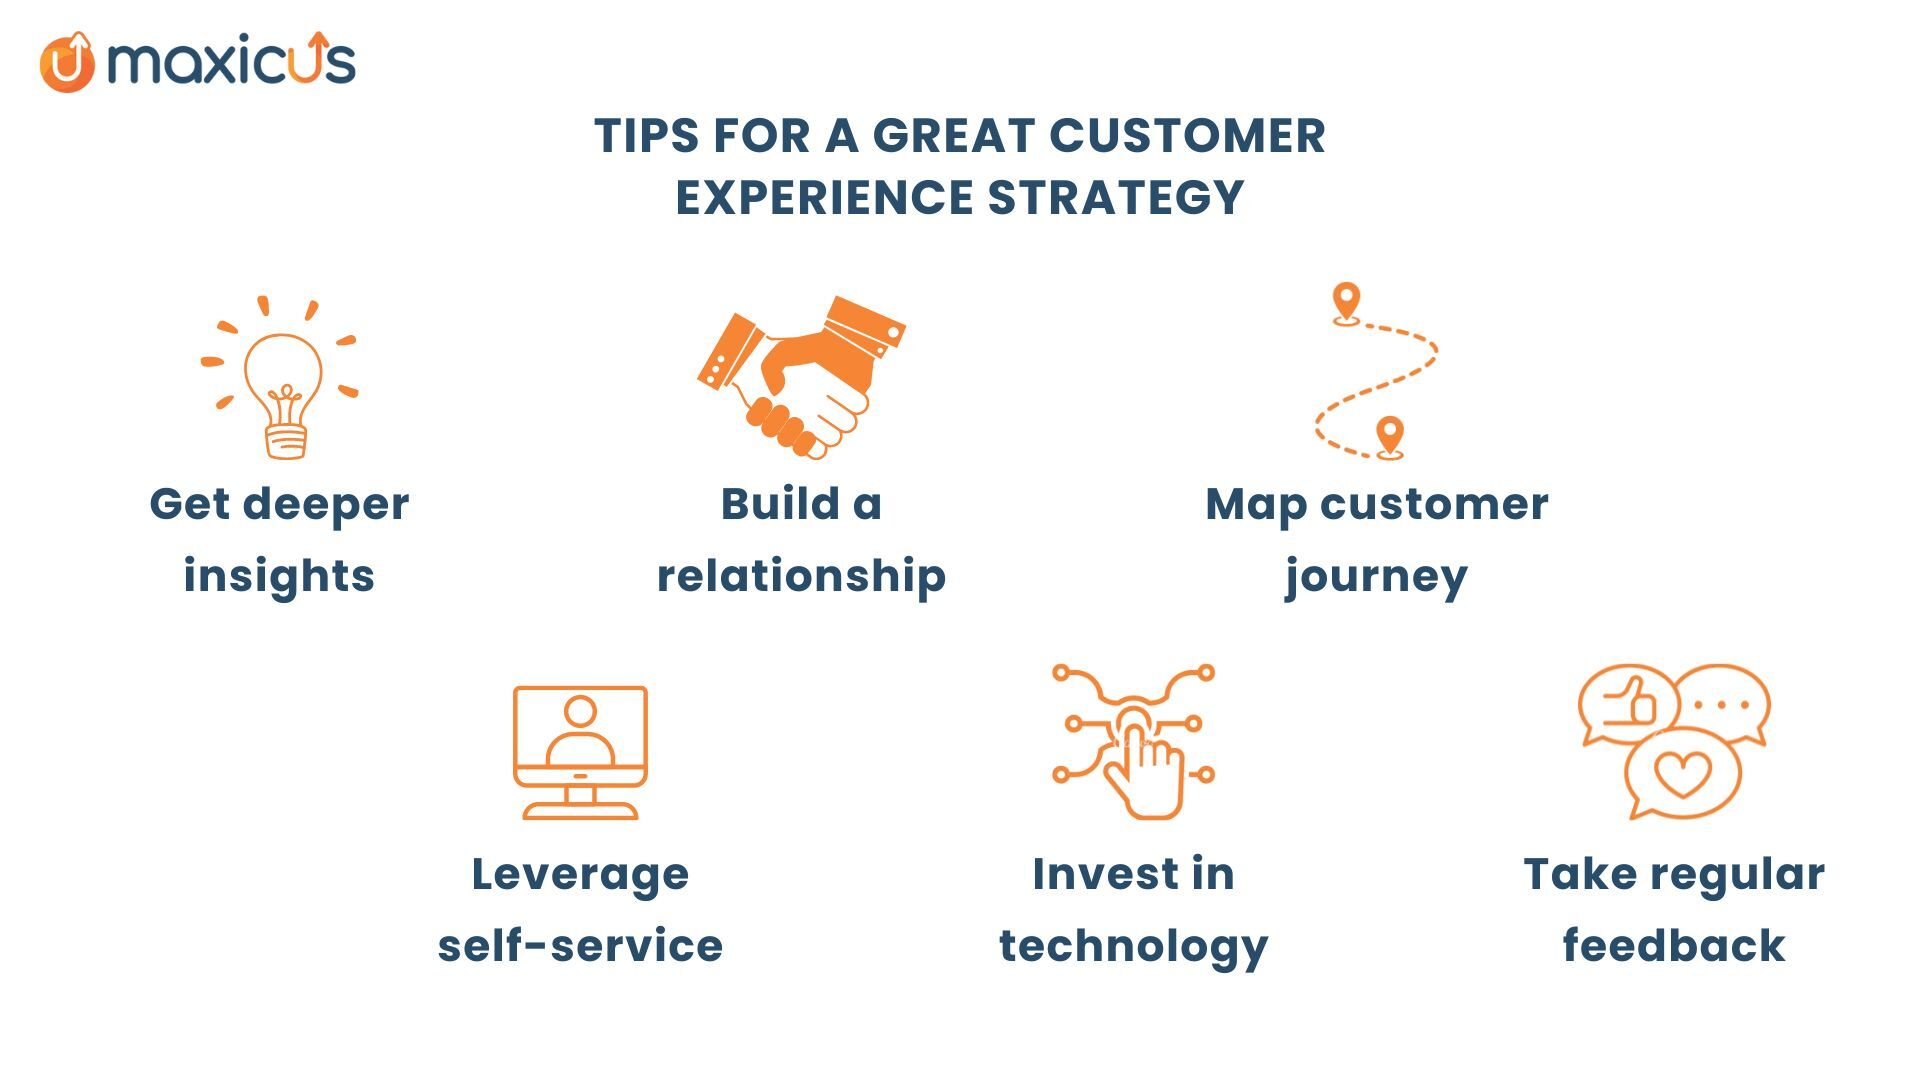 maxicus
TIPS FOR A GREAT CUSTOMER
EXPERIENCE STRATEGY
Get deeper
insights
Build a
relationship
Map customer
journey
Leverage
self-service
Invest in
technology
Take regular
feedback